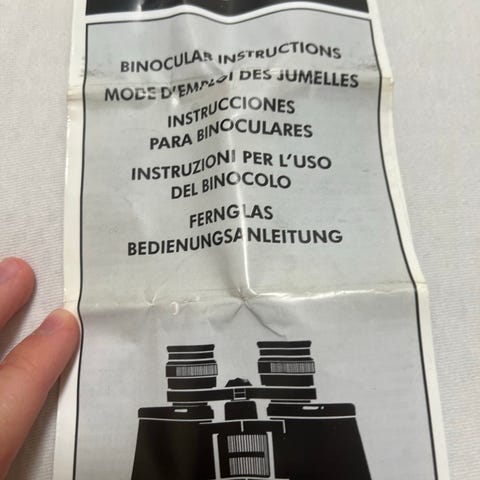 BINOCULAR INSTRUCTIONS
MODE D'EMPLOI DES JUMELLES
INSTRUCCIONES
PARA BINOCULARES
INSTRUZIONI PER L'USO
DEL BINOCOLO
FERNGLAS
BEDIENUNGSANLEITUNG